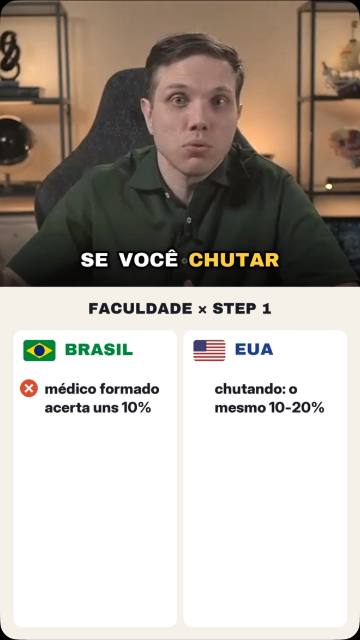 SE VOCÊ CHUTAR
FACULDADE × STEP 1
BRASIL
médico formado
acerta uns 10%
EUA
chutando: o
mesmo 10-20%